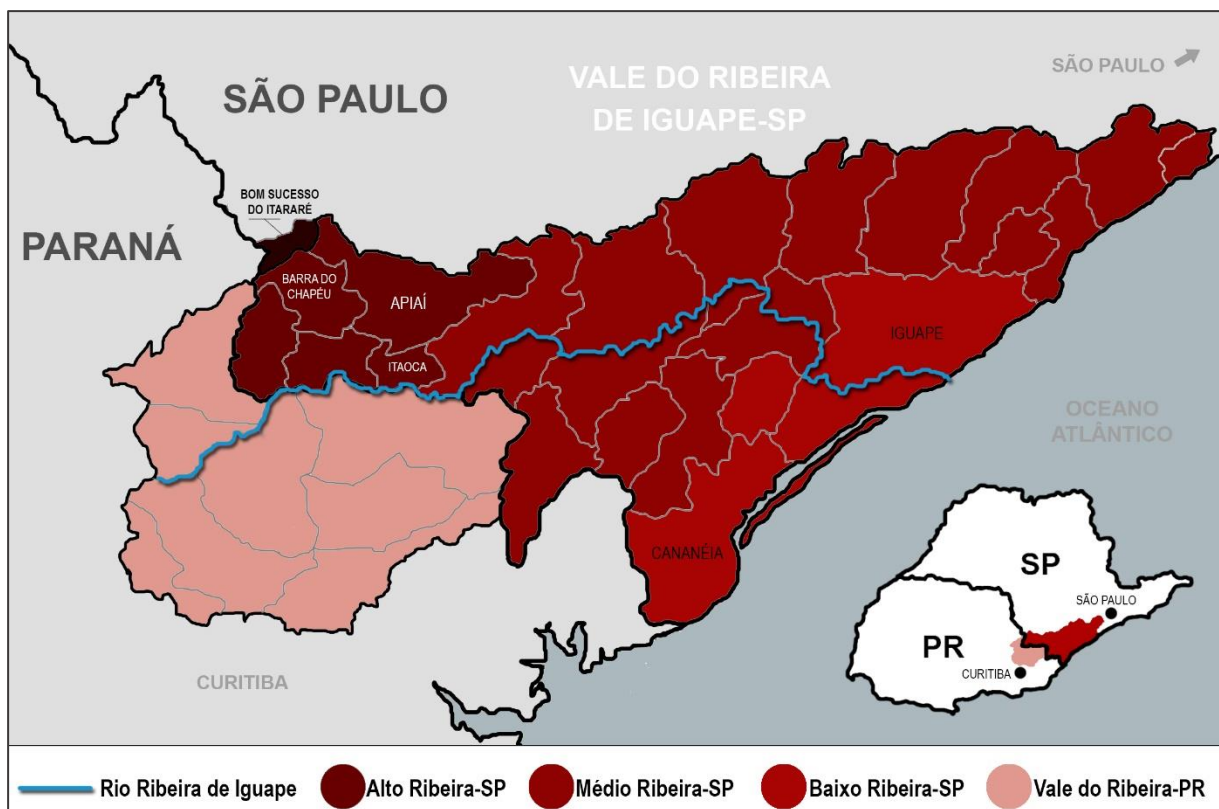 SÃO PAULO
VALE DO RIBEIRA
DE IGUAPE-SP
SÃO PAULO
BOM SUCESSO
DO ITARARÉ
PARANÁ
BARRA DO
CHAPÉU
APIAÍ
ITAOCA
IGUAPE
OCEANO
ATLÂNTICO
CANANÉIA
CURITIBA
SP
SÃO PAULO
PR
CURITIBA
Rio Ribeira de Iguape
Alto Ribeira-SP
Médio Ribeira-SP
Baixo Ribeira-SP
Vale do Ribeira-PR